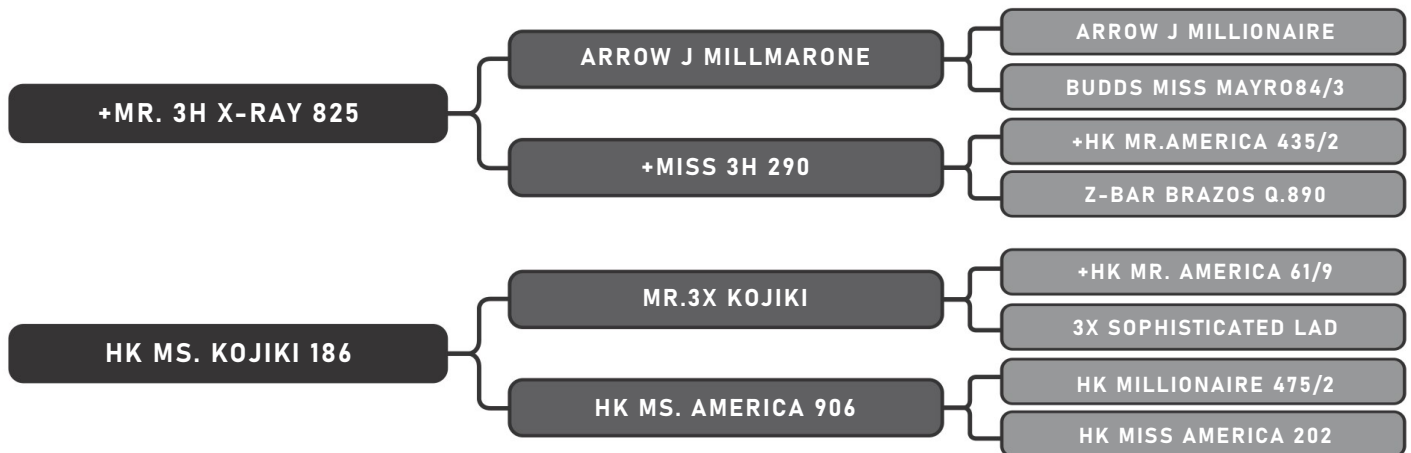 +MR. 3H X-RAY 825
ARROW J MILLMARONE
ARROW J MILLIONAIRE
BUDDS MISS MAYRO84/3
+MISS 3H 290
+HK MR.AMERICA 435/2
Z-BAR BRAZOS Q.890
HK MS. KOJIKI 186
MR.3X KOJIKI
+HK MR. AMERICA 61/9
3X SOPHISTICATED LAD
HK MS. AMERICA 906
HK MILLIONAIRE 475/2
HK MISS AMERICA 202